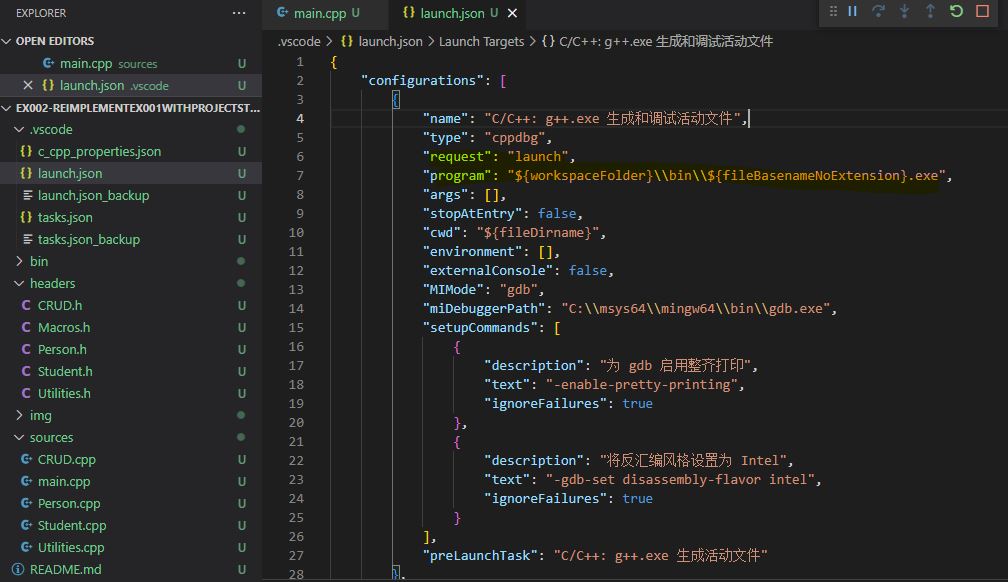 EXPLORER
OPEN EDITORS
main.cpp sources U
launch.json .vscode U
EX002-REIMPLEMENTEX001WITHPROJECTST...
.vscode
c_cpp_properties.json U
launch.json U
launch.json_backup U
tasks.json U
tasks.json_backup U
bin
headers
CRUD.h U
Macros.h U
Person.h U
Student.h U
Utilities.h U
img
sources
CRUD.cpp U
main.cpp U
Person.cpp U
Student.cpp U
Utilities.cpp U
README.md U
main.cpp U
launch.json U
.vscode > {} launch.json > Launch Targets > {} C/C++: g++.exe 生成和调试活动文件
1 {
2 "configurations": [
3 {
4 "name": "C/C++: g++.exe 生成和调试活动文件",
5 "type": "cppdbg",
6 "request": "launch",
7 "program": "${workspaceFolder}\\bin\\${fileBasenameNoExtension}.exe",
8 "args": [],
9 "stopAtEntry": false,
10 "cwd": "${fileDirname}",
11 "environment": [],
12 "externalConsole": false,
13 "MIMode": "gdb",
14 "miDebuggerPath": "C:\\msys64\\mingw64\\bin\\gdb.exe",
15 "setupCommands": [
16 {
17 "description": "为 gdb 启用整齐打印",
18 "text": "-enable-pretty-printing",
19 "ignoreFailures": true
20 },
21 {
22 "description": "将反汇编风格设置为 Intel",
23 "text": "-gdb-set disassembly-flavor intel",
24 "ignoreFailures": true
25 }
26 ],
27 "preLaunchTask": "C/C++: g++.exe 生成活动文件"
28 },